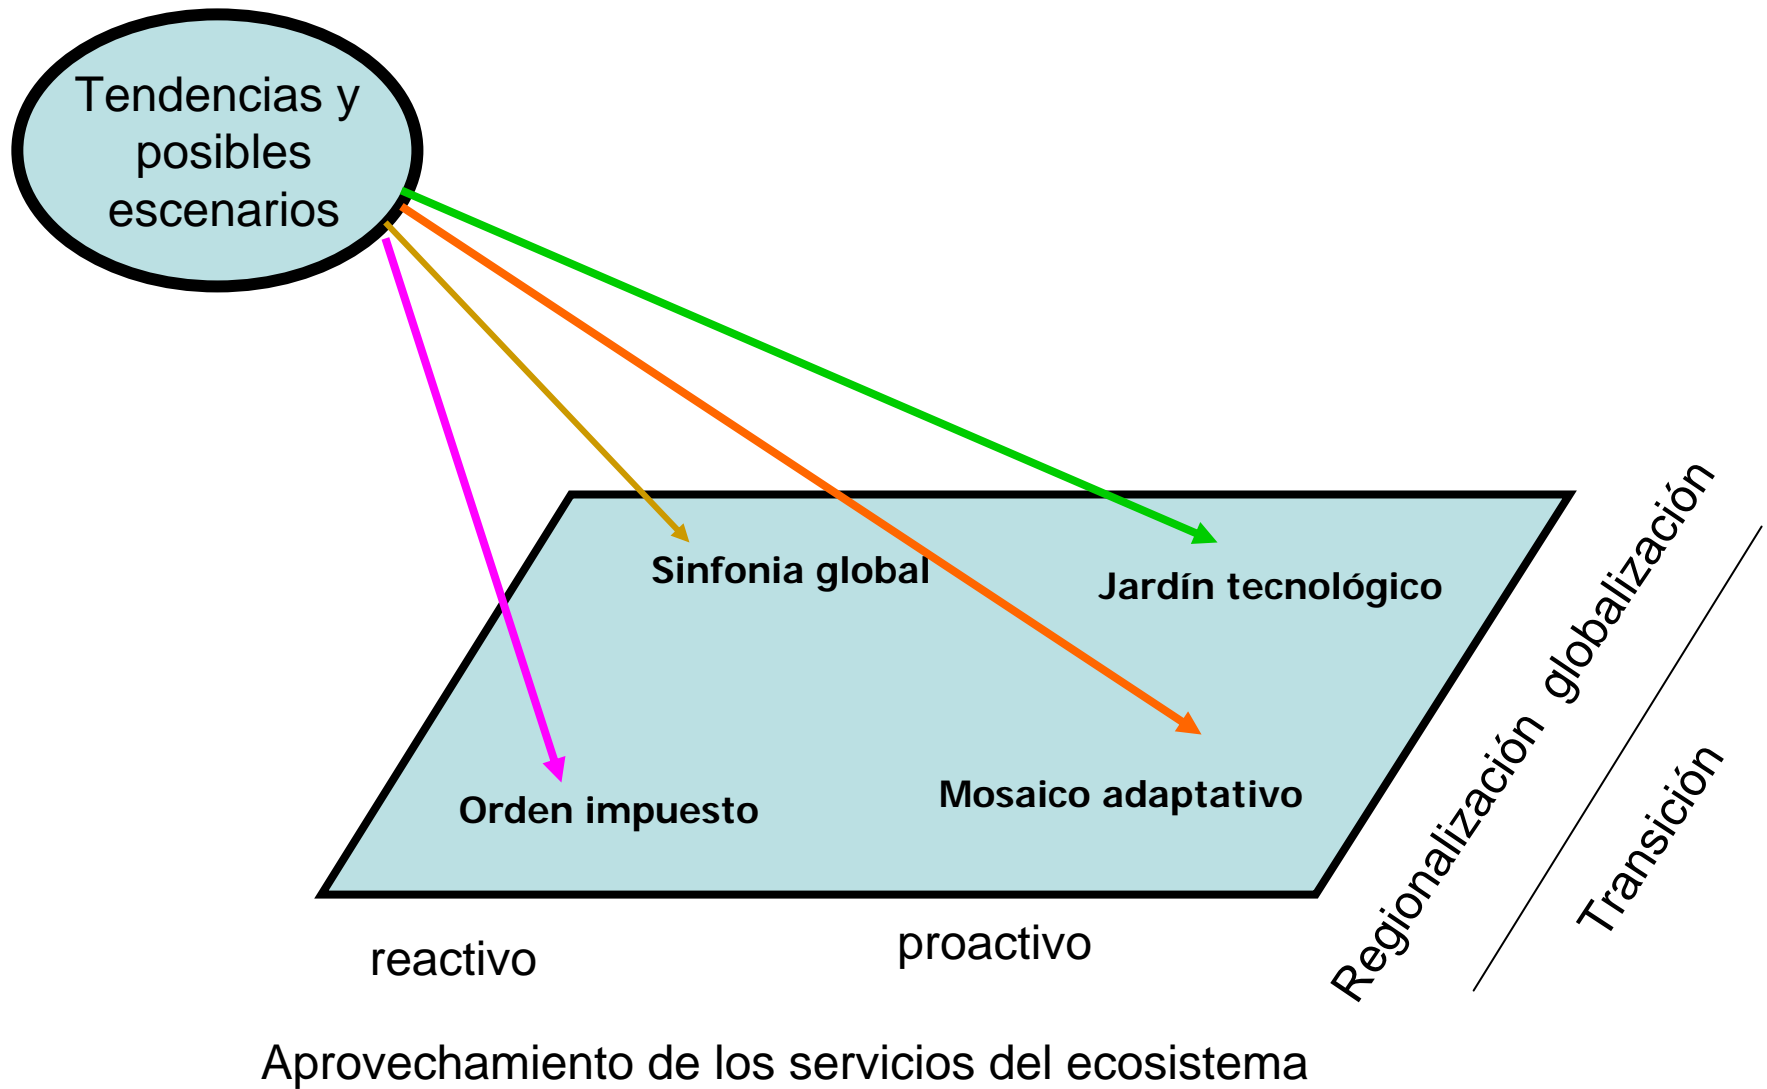 Tendencias y
posibles
escenarios
Sinfonia global
Jardín tecnológico
Orden impuesto
Mosaico adaptativo
Regionalización globalización
Transición
reactivo
proactivo
Aprovechamiento de los servicios del ecosistema